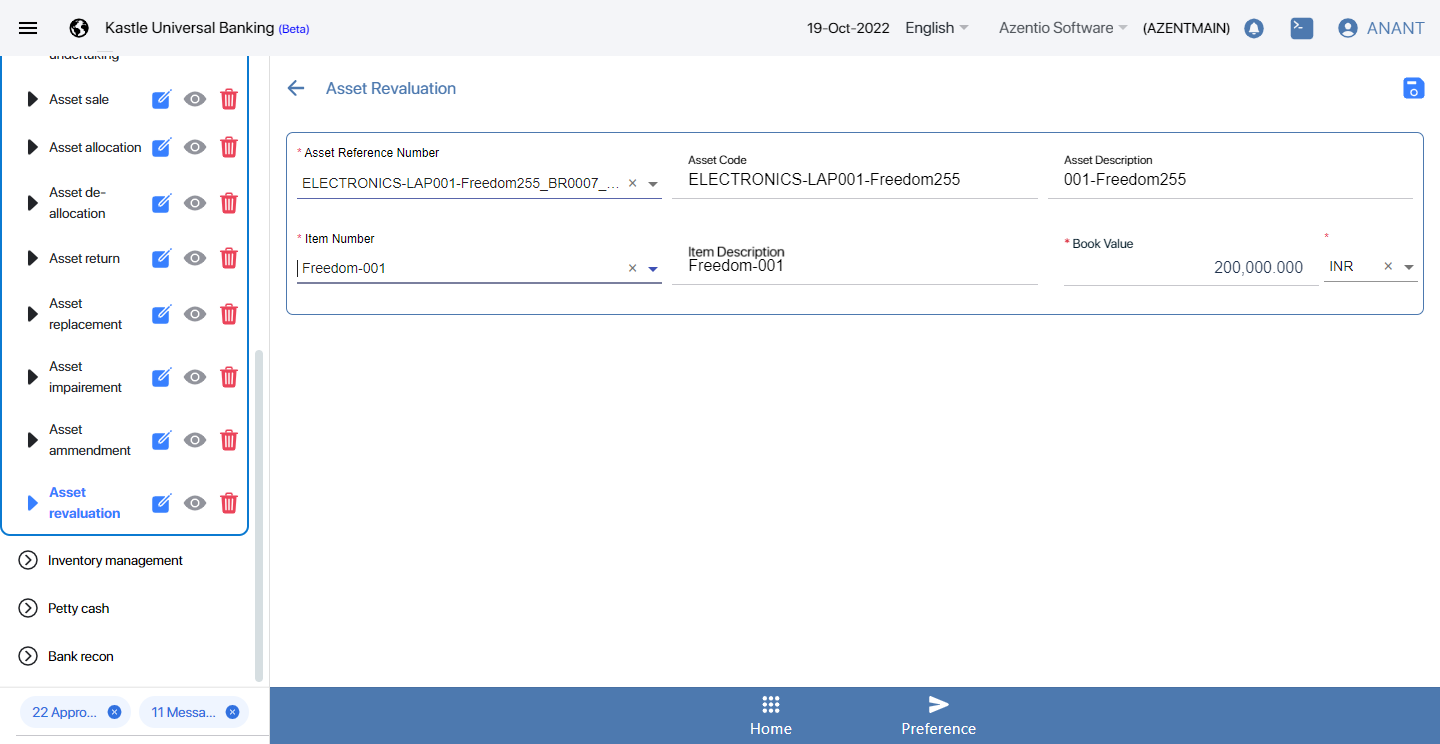 Kastle Universal Banking (Beta)
19-Oct-2022 English Azentio Software (AZENTMAIN) ANANT
undertaking
Asset sale
Asset allocation
Asset de-
allocation
Asset return
Asset
replacement
Asset
impairement
Asset
ammendment
Asset
revaluation
Inventory management
Petty cash
Bank recon
22 Appro...
11 Messa...
Asset Revaluation
* Asset Reference Number
ELECTRONICS-LAP001-Freedom255_BR0007_...
Asset Code
ELECTRONICS-LAP001-Freedom255
Asset Description
001-Freedom255
* Item Number
Freedom-001
Item Description
Freedom-001
* Book Value
200,000.000
*
INR
Home
Preference